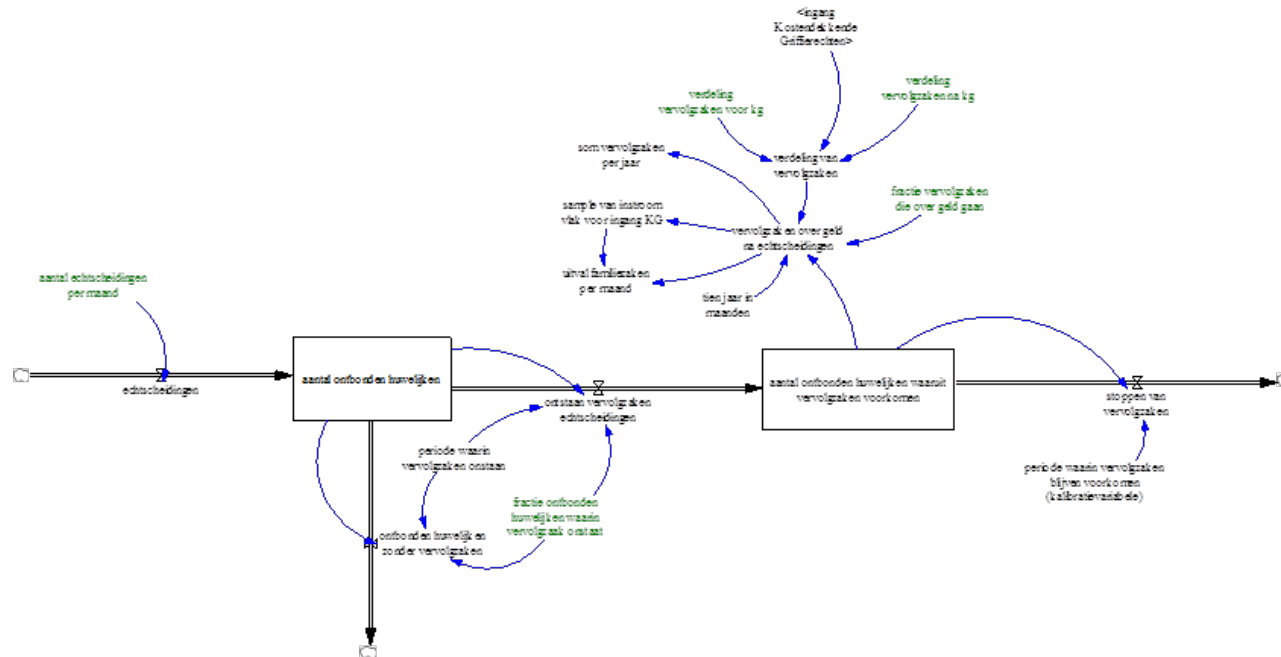 <ingang
Kostendekkende
Griffierechten>
verdeling
vervolgzaken voor kg
verdeling
vervolgzaken na kg
som vervolgzaken
per jaar
verdeling van
vervolgzaken
fractie vervolgzaken
die over geld gaan
sample van instroom
vlak voor ingang KG
vervolgzaken over geld
na echtscheidingen
uitval familiezaken
per maand
tien jaar in
maanden
aantal echtscheidingen
per maand
echtscheidingen
aantal ontbonden huwelijken
ontstaan vervolgzaken
echtscheidingen
aantal ontbonden huwelijken waaruit
vervolgzaken voorkomen
stoppen van
vervolgzaken
periode waarin
vervolgzaken onstaan
periode waarin vervolgzaken
blijven voorkomen
(kalibratievariabele)
fractie ontbonden
huwelijken waarin
vervolgzaak onstaat
ontbonden huwelijken
zonder vervolgzaken